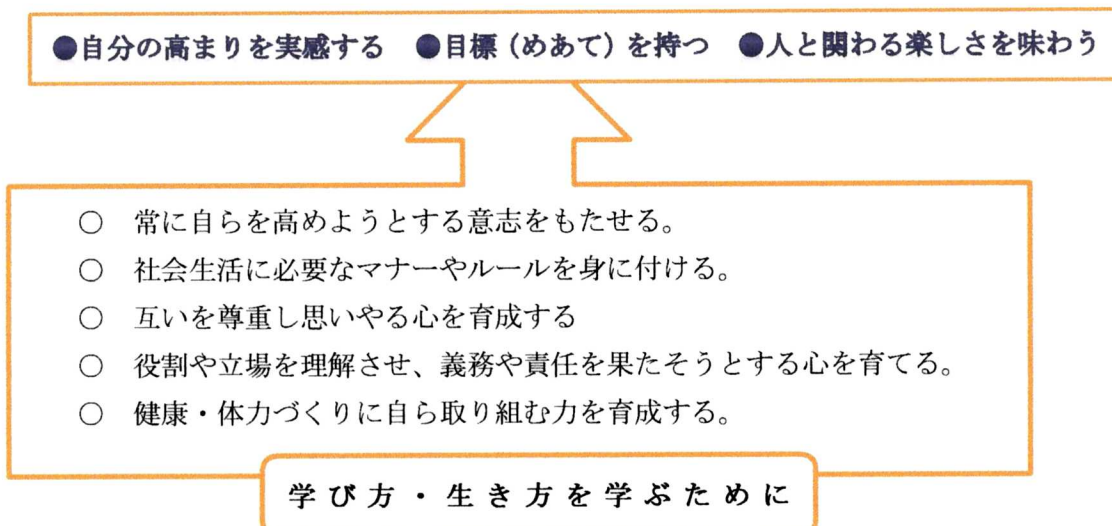 ●自分の高まりを実感する　●目標（めあて）を持つ　●人と関わる楽しさを味わう
○　常に自らを高めようとする意志をもたせる。
○　社会生活に必要なマナーやルールを身に付ける。
○　互いを尊重し思いやる心を育成する
○　役割や立場を理解させ、義務や責任を果たそうとする心を育てる。
○　健康・体力づくりに自ら取り組む力を育成する。
学び方・生き方を学ぶために